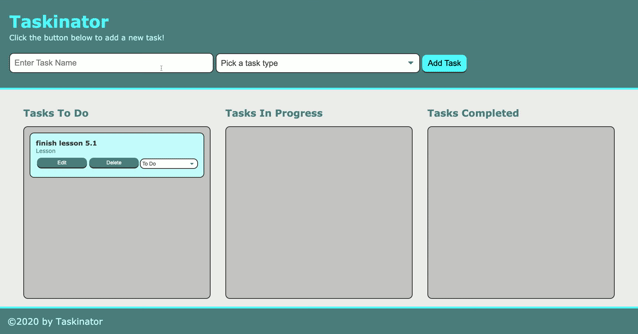 Taskinator
Click the button below to add a new task!
Enter Task Name
Pick a task type
Add Task
Tasks To Do
Tasks In Progress
Tasks Completed
finish lesson 5.1
Lesson
Edit
Delete
To Do
©2020 by Taskinator